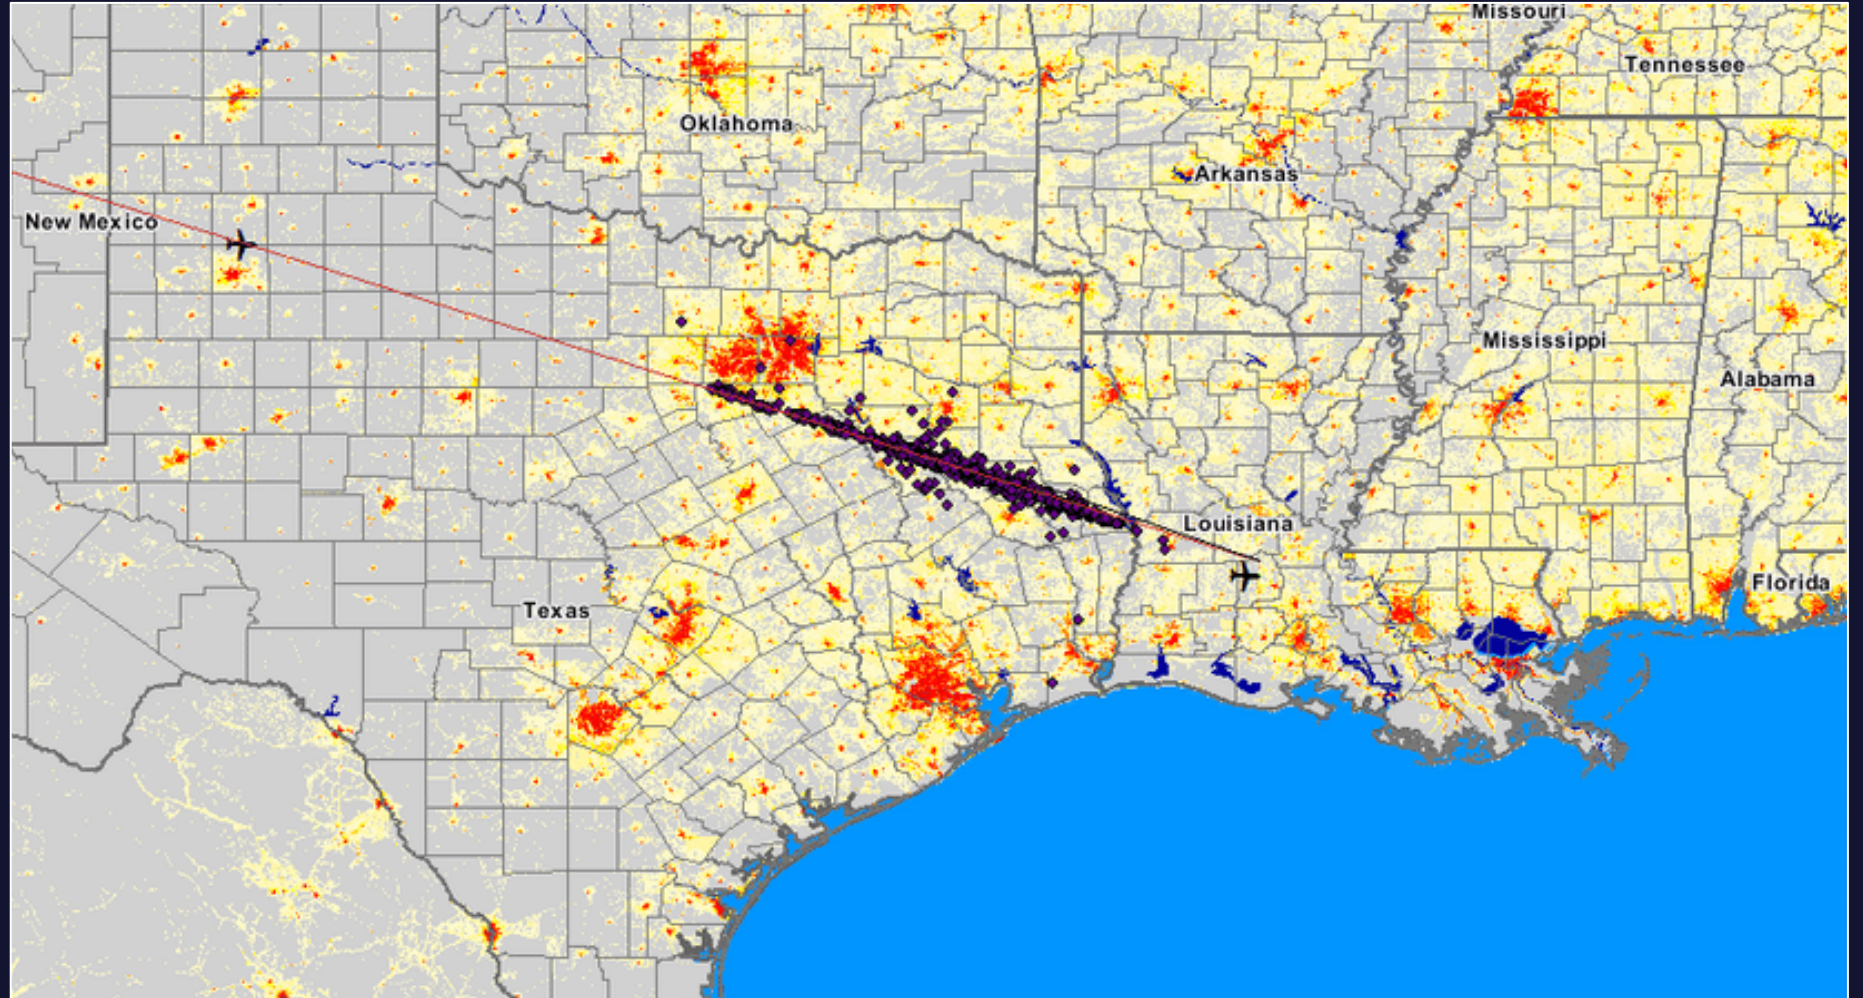 Missouri
Tennessee
Oklahoma
Arkansas
New Mexico
Mississippi
Alabama
Louisiana
Florida
Texas